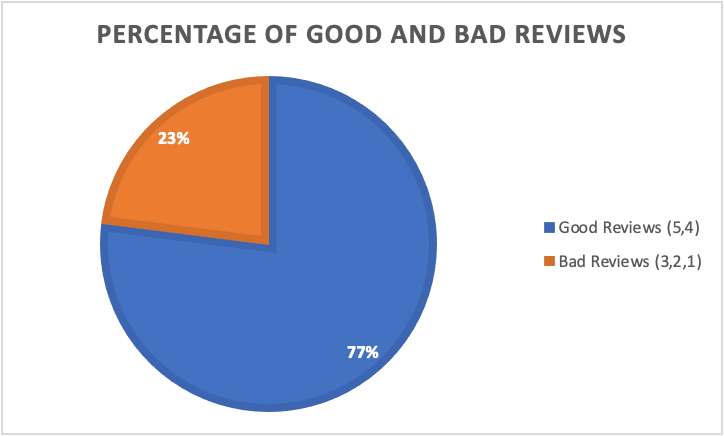 PERCENTAGE OF GOOD AND BAD REVIEWS
23%
Good Reviews (5,4)
Bad Reviews (3,2,1)
77%